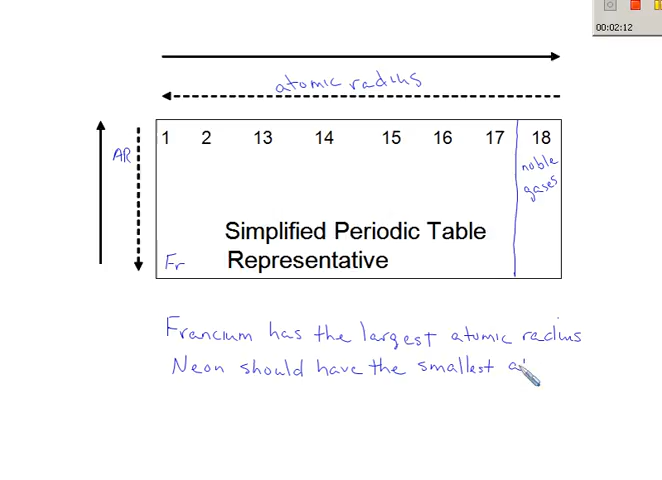 00:02:12
atomic radius
AR
1 2 13 14 15 16 17 18
noble
gases
Simplified Periodic Table
Fr Representative
Francium has the largest atomic radius
Neon should have the smallest a